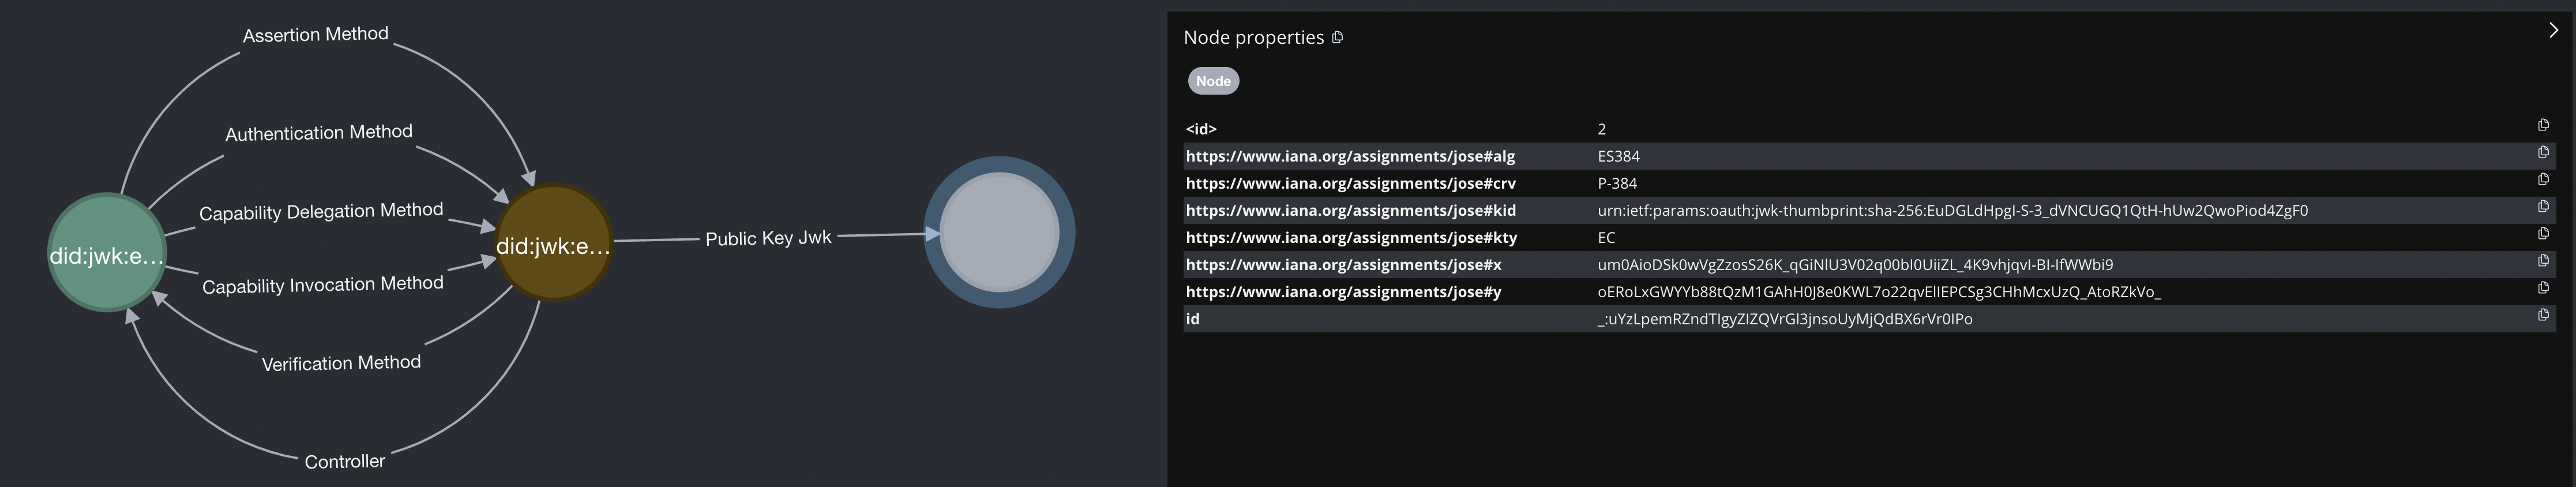 Assertion Method
Authentication Method
Capability Delegation Method
did:jwk:e...
did:jwk:e...
Public Key Jwk
Capability Invocation Method
Verification Method
Controller
Node properties
Node
<id> 2
https://www.iana.org/assignments/jose#alg ES384
https://www.iana.org/assignments/jose#crv P-384
https://www.iana.org/assignments/jose#kid urn:ietf:params:oauth:jwk-thumbprint:sha-256:EuDGLdHpgI-S-3_dVNCUGQ1QtH-hUw2QwoPiod4ZgF0
https://www.iana.org/assignments/jose#kty EC
https://www.iana.org/assignments/jose#x um0AioDSk0wVgZzosS26K_qGiNlU3V02q00bI0UiiZL_4K9vhjqvI-BI-IfWWbi9
https://www.iana.org/assignments/jose#y oERoLxGWYYb88tQzM1GAhH0J8e0KWL7o22qvEllEPCSg3CHhMcxUzQ_AtoRZkVo_
id _:uYzLpemRZndTIgyZIZQVrGl3jnsoUyMjQdBX6rVr0IPo